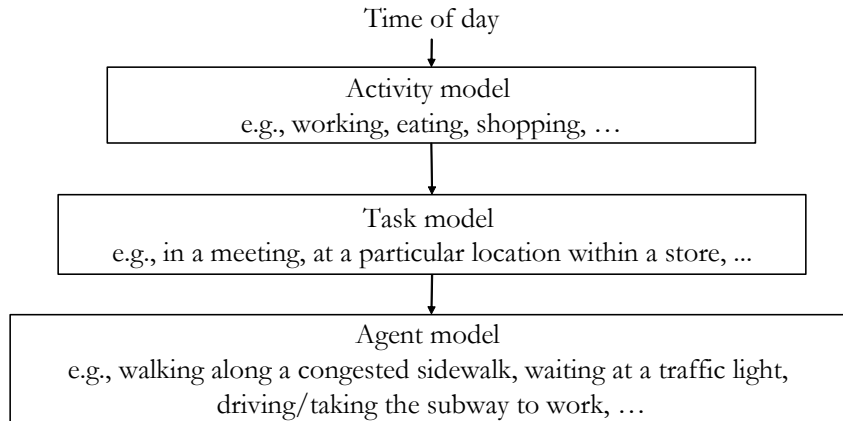 Time of day
Activity model
e.g., working, eating, shopping, …
Task model
e.g., in a meeting, at a particular location within a store, ...
Agent model
e.g., walking along a congested sidewalk, waiting at a traffic light,
driving/taking the subway to work, …